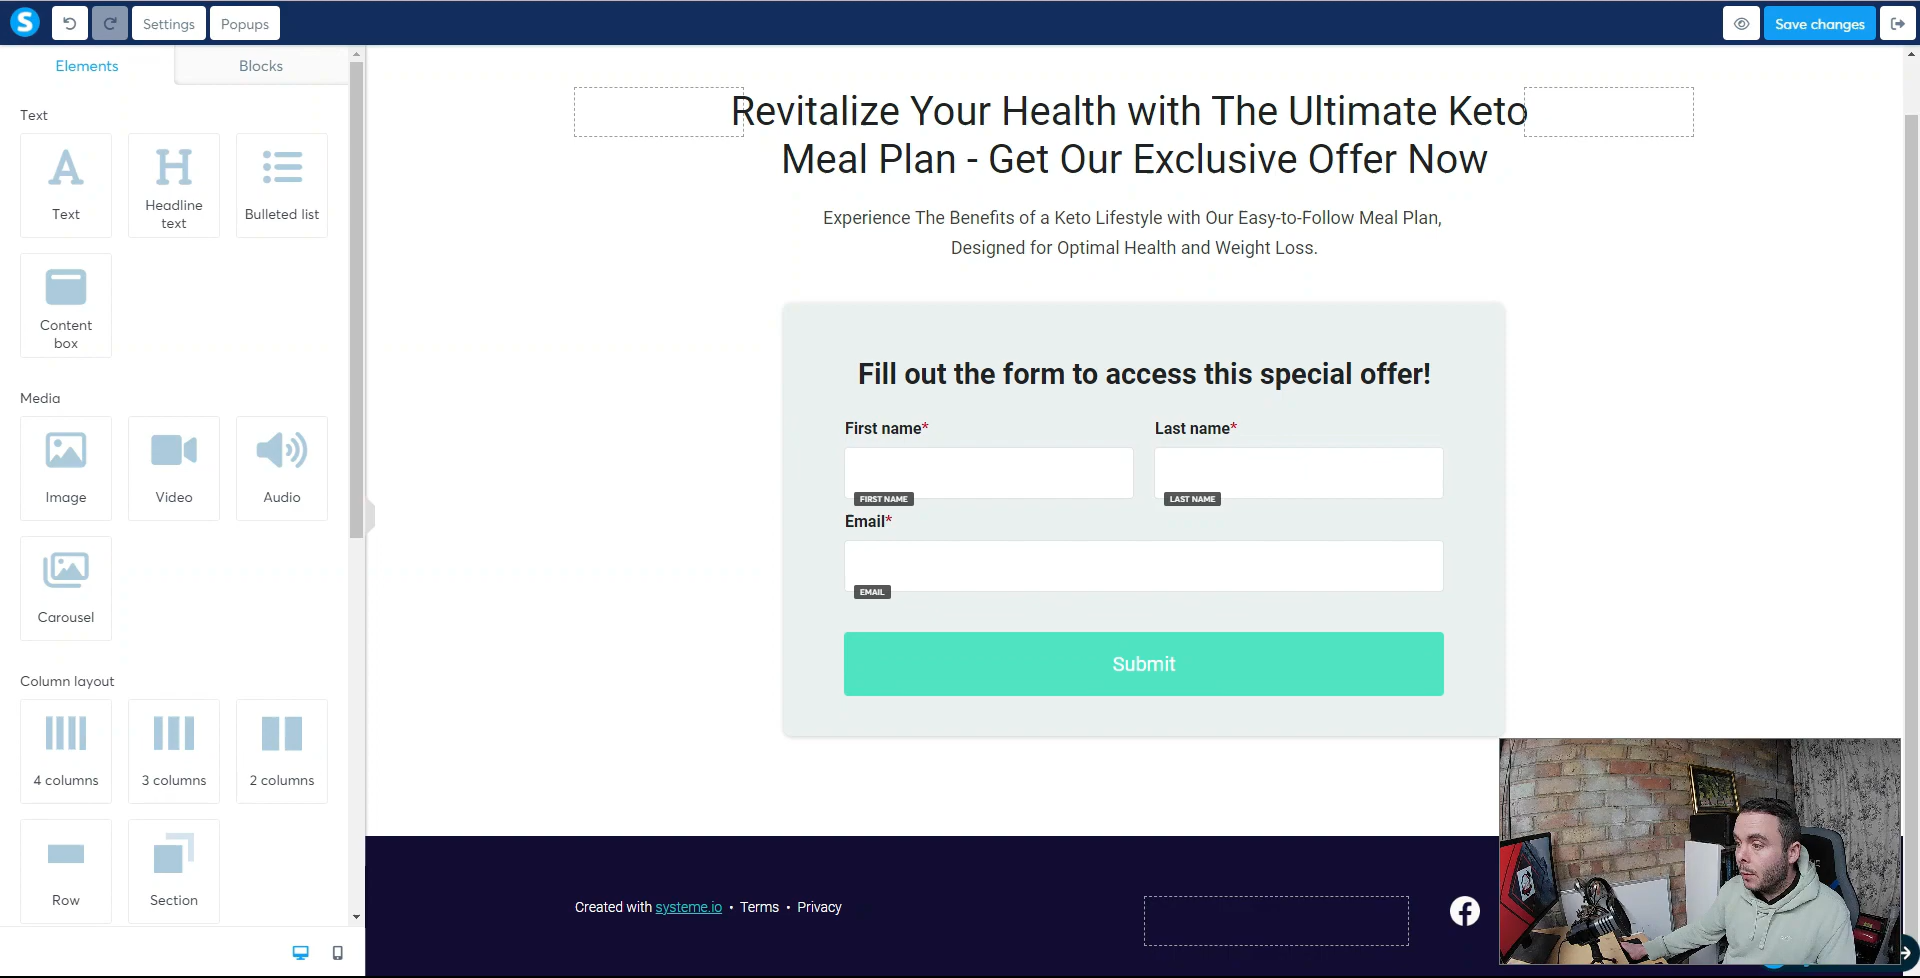 S Settings Popups Save changes
Elements Blocks
Text
Text
Headline
text
Bulleted list
Content
box
Media
Image
Video
Audio
Carousel
Column layout
4 columns
3 columns
2 columns
Row
Section
Revitalize Your Health with The Ultimate Keto
Meal Plan - Get Our Exclusive Offer Now
Experience The Benefits of a Keto Lifestyle with Our Easy-to-Follow Meal Plan,
Designed for Optimal Health and Weight Loss.
Fill out the form to access this special offer!
First name* Last name*
FIRST NAME LAST NAME
Email*
EMAIL
Submit
Created with systeme.io • Terms • Privacy